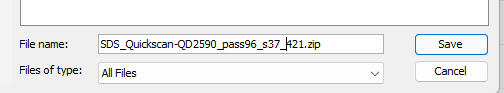 File name: SDS_Quickscan-QD2590_pass96_s37_421.zip Save
Files of type: All Files Cancel